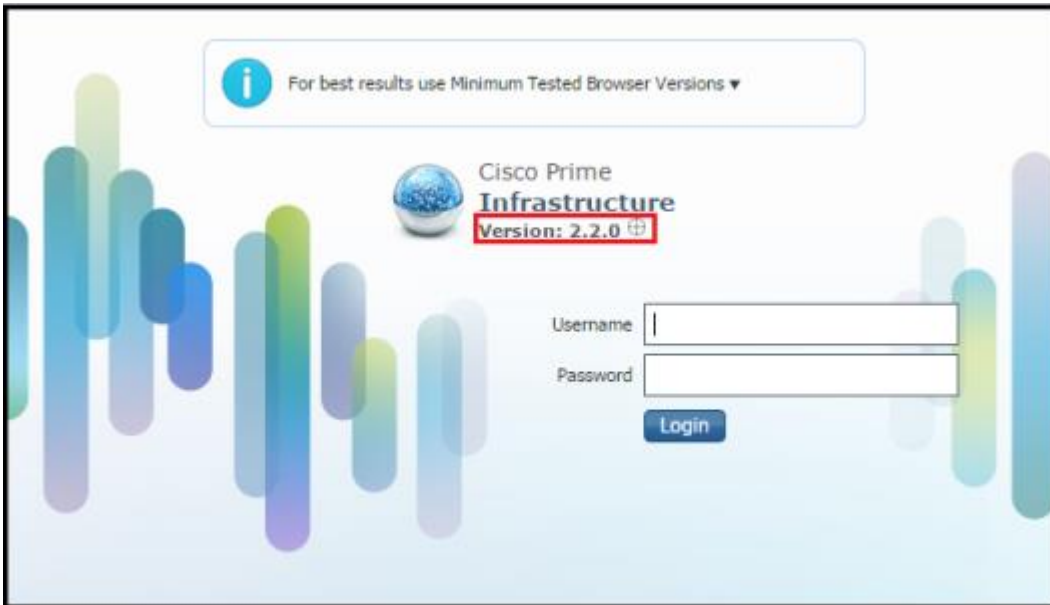 For best results use Minimum Tested Browser Versions ▾
Cisco Prime
Infrastructure
Version: 2.2.0
Username
Password
Login